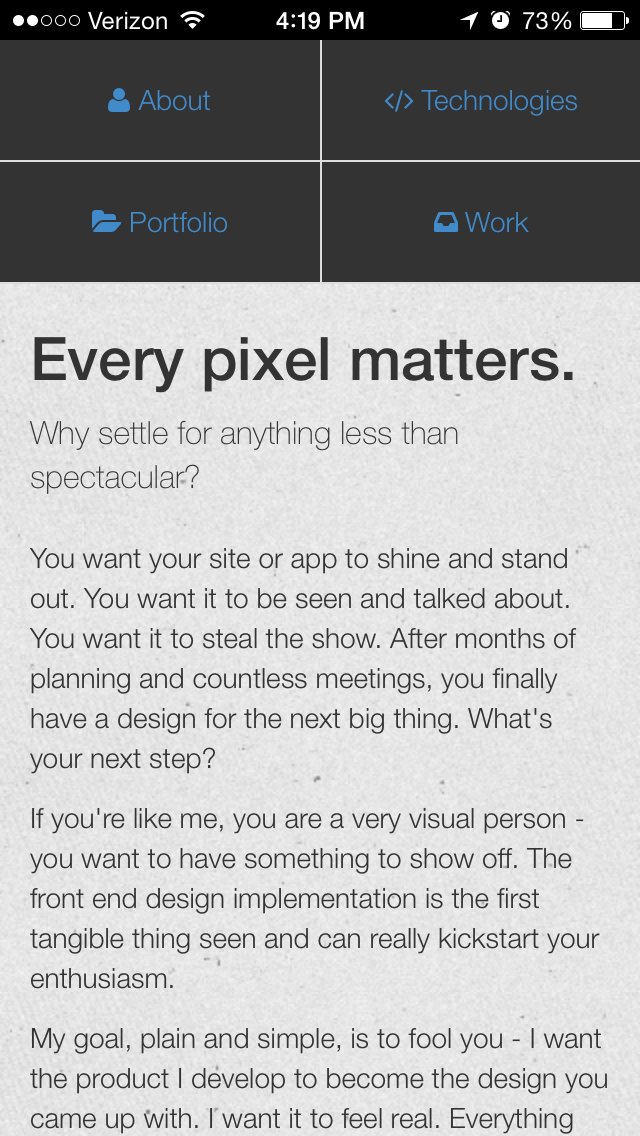 Verizon 4:19 PM 73%
About Technologies
Portfolio Work
Every pixel matters.
Why settle for anything less than
spectacular?
You want your site or app to shine and stand
out. You want it to be seen and talked about.
You want it to steal the show. After months of
planning and countless meetings, you finally
have a design for the next big thing. What's
your next step?
If you're like me, you are a very visual person -
you want to have something to show off. The
front end design implementation is the first
tangible thing seen and can really kickstart your
enthusiasm.
My goal, plain and simple, is to fool you - I want
the product I develop to become the design you
came up with. I want it to feel real. Everything